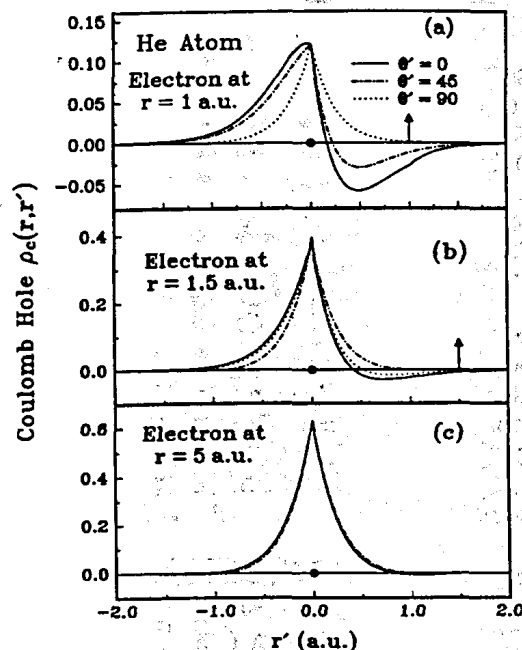 He Atom
(a)
Electron at
r = 1 a.u.
θ' = 0
θ' = 45
θ' = 90
0.15
0.10
0.05
0.00
−0.05
Coulomb Hole ρc(r,r')
(b)
Electron at
r = 1.5 a.u.
0.4
0.2
0.0
(c)
Electron at
r = 5 a.u.
0.6
0.4
0.2
0.0
−2.0 −1.0 0.0 1.0 2.0
r' (a.u.)